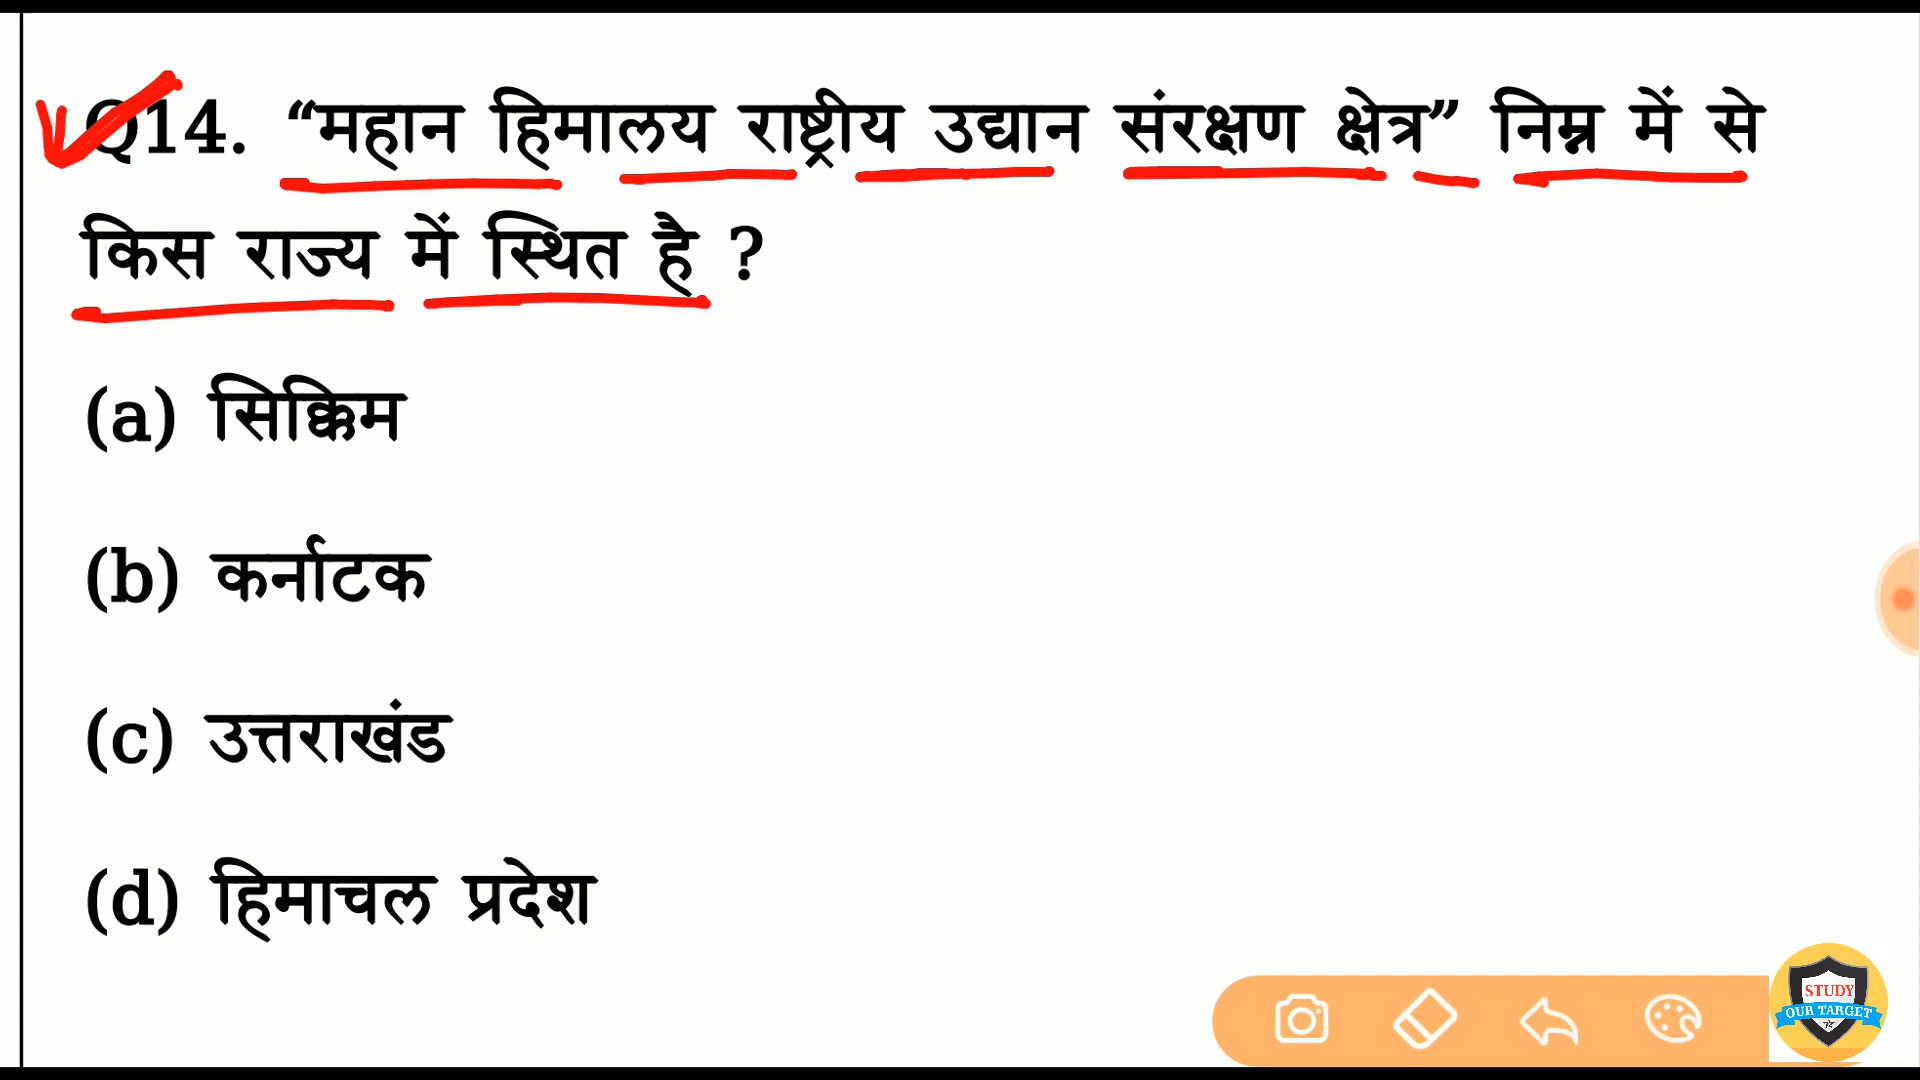 Q14. “महान हिमालय राष्ट्रीय उद्यान संरक्षण क्षेत्र” निम्न में से
किस राज्य में स्थित है ?
(a) सिक्किम
(b) कर्नाटक
(c) उत्तराखंड
(d) हिमाचल प्रदेश
STUDY
OUR TARGET